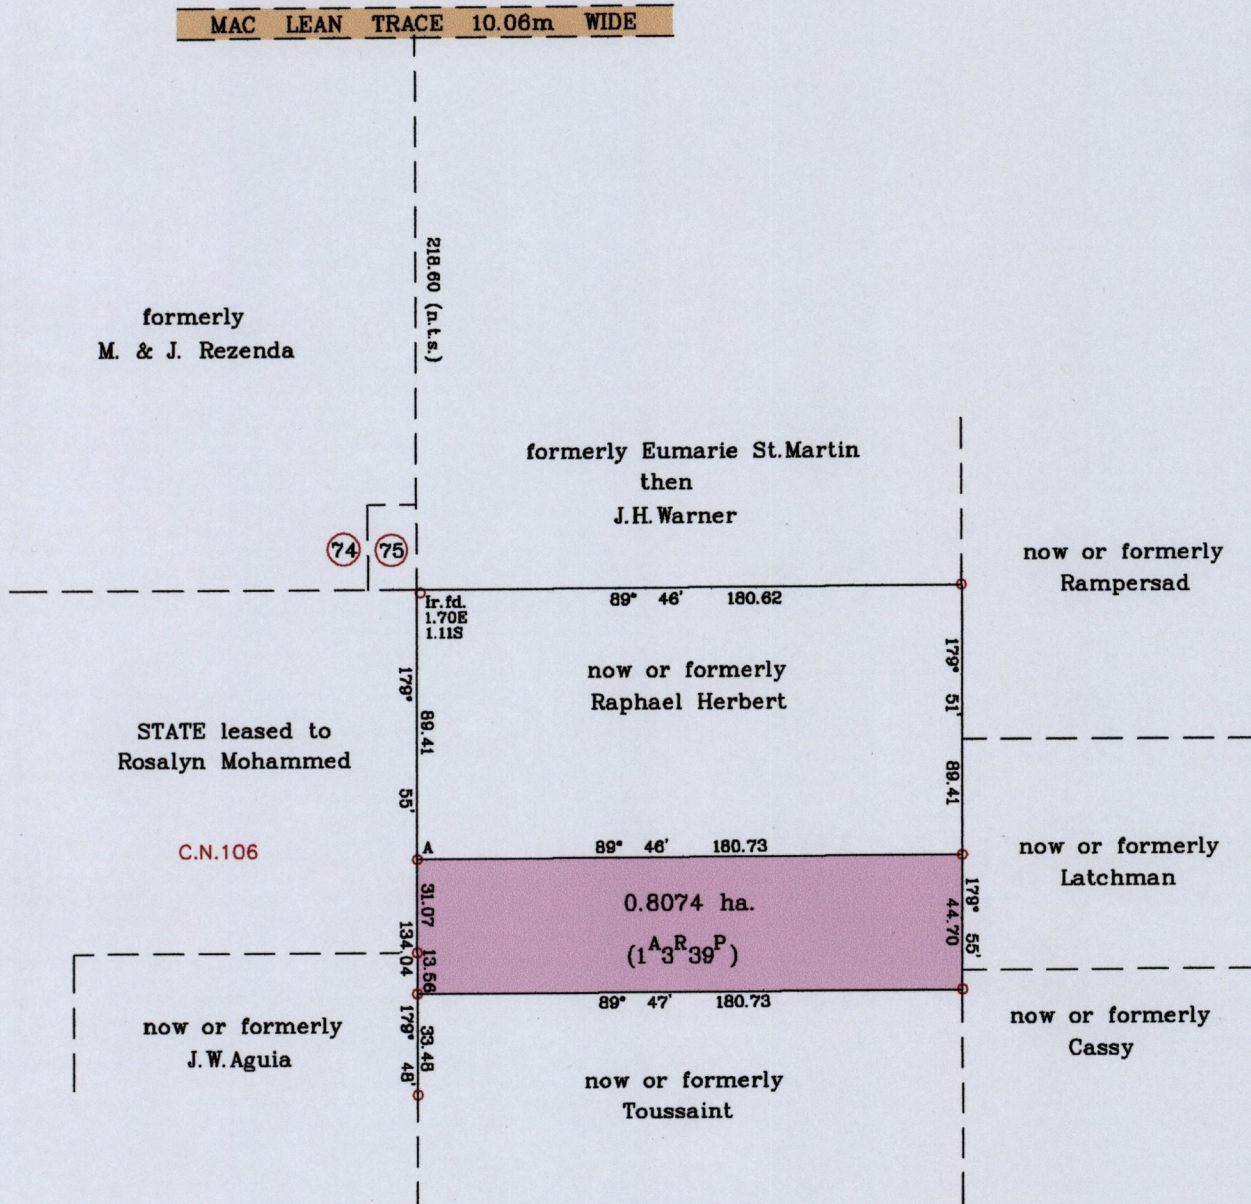 MAC LEAN TRACE 10.06m WIDE
218.60 (n.t.s.)
formerly
M. & J. Rezenda
formerly Eumarie St.Martin
then
J.H.Warner
74 75
now or formerly
Rampersad
Ir.fd.
1.70E
1.11S
89° 46' 180.62
179° 55'
89.41
now or formerly
Raphael Herbert
179° 51'
89.41
STATE leased to
Rosalyn Mohammed
C.N.106
A
89° 46' 180.73
now or formerly
Latchman
31.07
134.04
13.56
0.8074 ha.
(1A3R39P)
179° 55'
44.70
89° 47' 180.73
now or formerly
J.W.Aguia
179° 48'
33.48
now or formerly
Cassy
now or formerly
Toussaint